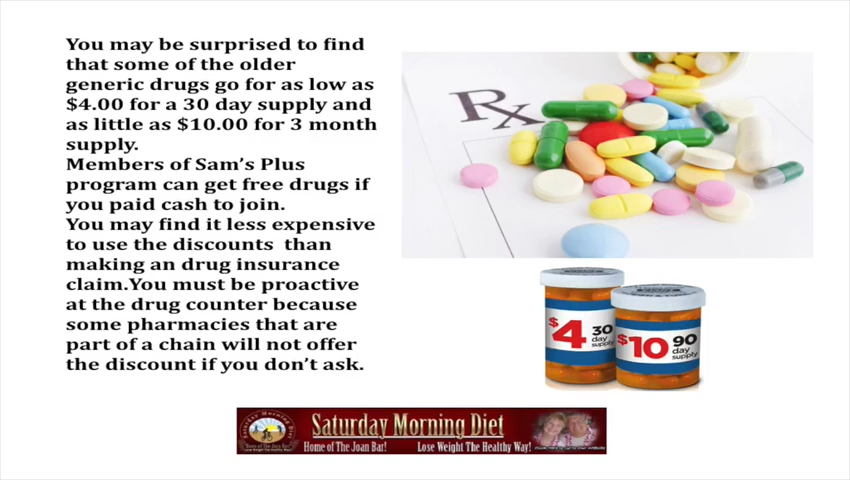 You may be surprised to find
that some of the older
generic drugs go for as low as
$4.00 for a 30 day supply and
as little as $10.00 for 3 month
supply.
Members of Sam's Plus
program can get free drugs if
you paid cash to join.
You may find it less expensive
to use the discounts  than
making an drug insurance
claim.You must be proactive
at the drug counter because
some pharmacies that are
part of a chain will not offer
the discount if you don't ask.
Rx
$4 30
day
supply
$10 90
day
supply
Saturday Morning Diet
Home of The Joan Bar! Lose Weight The Healthy Way!
Saturday Morning Diet